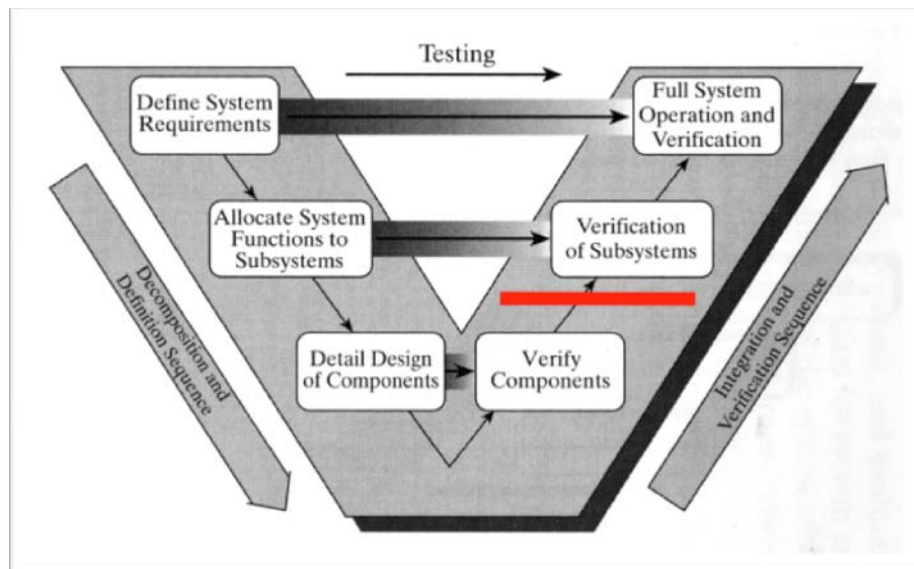 Testing
Define System
Requirements
Full System
Operation and
Verification
Allocate System
Functions to
Subsystems
Verification
of Subsystems
Detail Design
of Components
Verify
Components
Decomposition and
Definition Sequence
Integration and
Verification Sequence